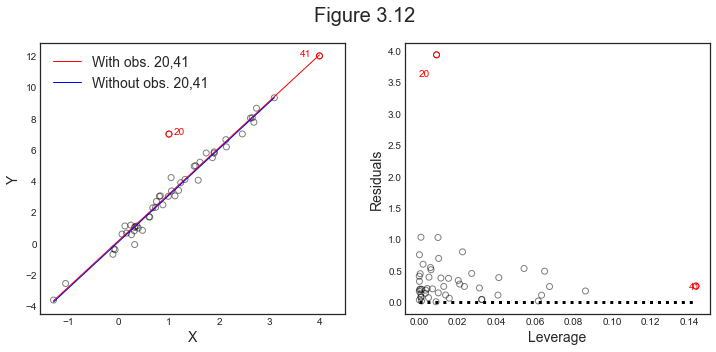 Figure 3.12
With obs. 20,41
Without obs. 20,41
41
20
Y
12
10
8
6
4
2
0
−2
−4
−1 0 1 2 3 4
X
Residuals
4.0
3.5
3.0
2.5
2.0
1.5
1.0
0.5
0.0
20
41
0.00 0.02 0.04 0.06 0.08 0.10 0.12 0.14
Leverage